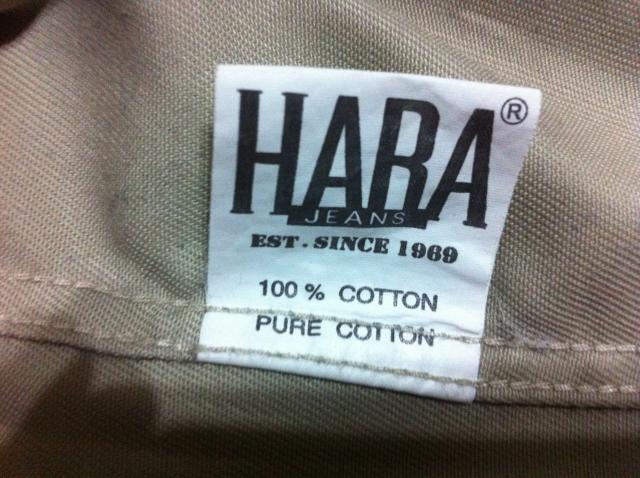 HARA®
JEANS
EST. SINCE 1969
100 % COTTON
PURE COTTON